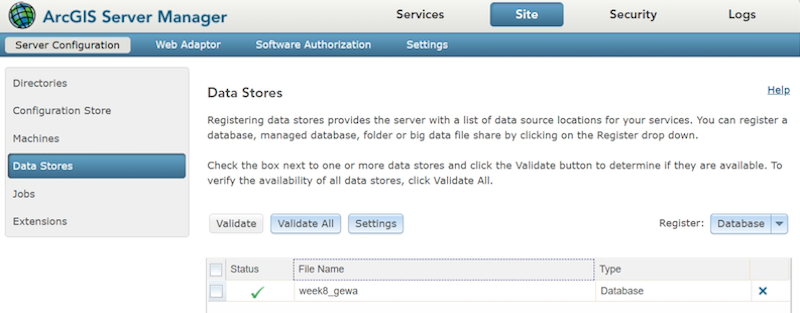 ArcGIS Server Manager
Services
Site
Security
Logs
Server Configuration
Web Adaptor
Software Authorization
Settings
Directories
Configuration Store
Machines
Data Stores
Jobs
Extensions
Data Stores
Help
Registering data stores provides the server with a list of data source locations for your services. You can register a
database, managed database, folder or big data file share by clicking on the Register drop down.
Check the box next to one or more data stores and click the Validate button to determine if they are available. To
verify the availability of all data stores, click Validate All.
Validate
Validate All
Settings
Register:
Database
Status
File Name
Type
week8_gewa
Database